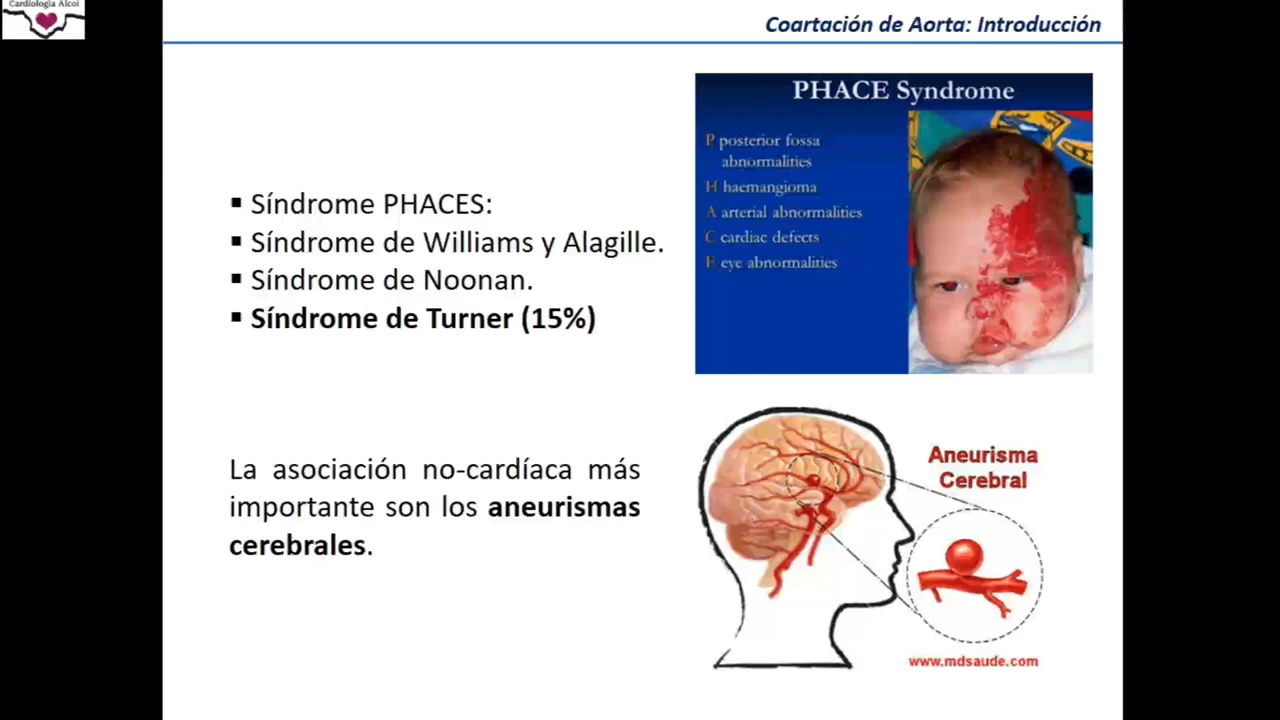 Cardiología Alcoi
Coartación de Aorta: Introducción
PHACE Syndrome
P posterior fossa
abnormalities
H haemangioma
A arterial abnormalities
C cardiac defects
E eye abnormalities
▪ Síndrome PHACES:
▪ Síndrome de Williams y Alagille.
▪ Síndrome de Noonan.
▪ Síndrome de Turner (15%)
La asociación no-cardíaca más
importante son los aneurismas
cerebrales.
Aneurisma
Cerebral
www.mdsaude.com